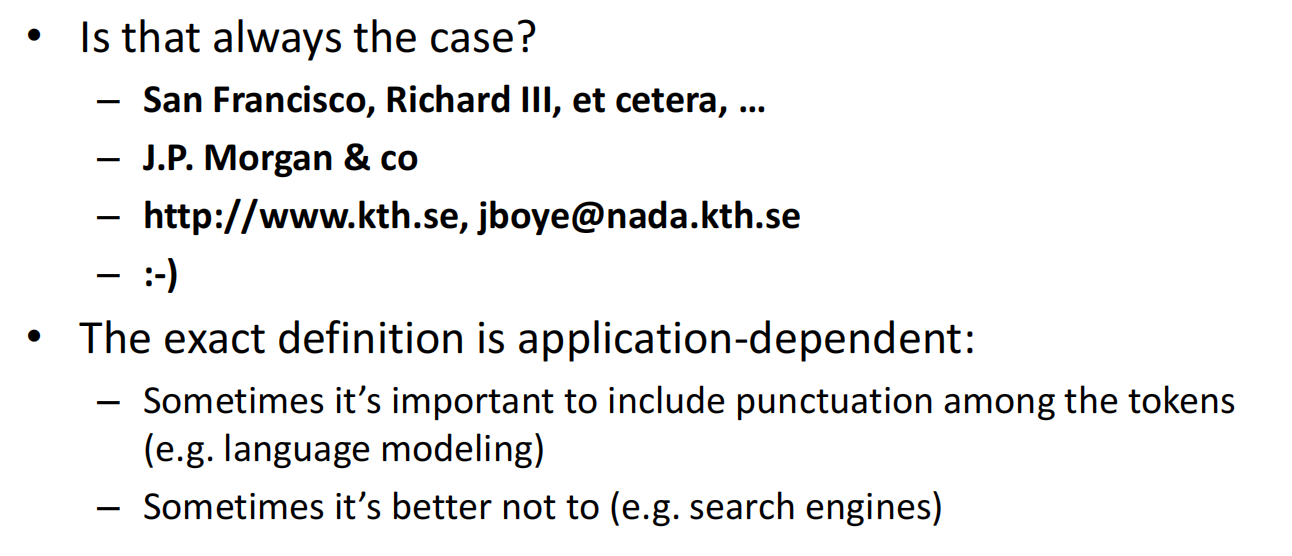 • Is that always the case?
– San Francisco, Richard III, et cetera, …
– J.P. Morgan & co
– http://www.kth.se, jboye@nada.kth.se
– :-)
• The exact definition is application-dependent:
– Sometimes it’s important to include punctuation among the tokens
(e.g. language modeling)
– Sometimes it’s better not to (e.g. search engines)